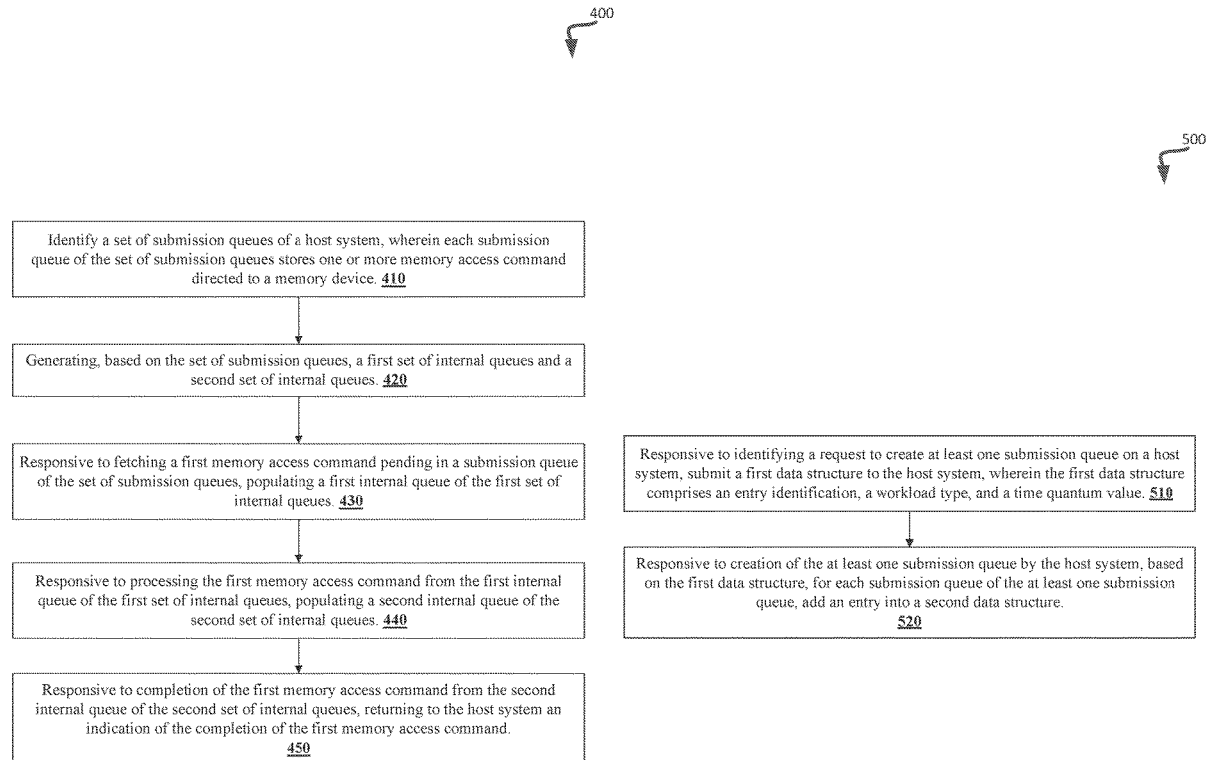 400
500
Identify a set of submission queues of a host system, wherein each submission
queue of the set of submission queues stores one or more memory access command
directed to a memory device. 410
Generating, based on the set of submission queues, a first set of internal queues and a
second set of internal queues. 420
Responsive to fetching a first memory access command pending in a submission queue
of the set of submission queues, populating a first internal queue of the first set of
internal queues. 430
Responsive to processing the first memory access command from the first internal
queue of the first set of internal queues, populating a second internal queue of the
second set of internal queues. 440
Responsive to completion of the first memory access command from the second
internal queue of the second set of internal queues, returning to the host system an
indication of the completion of the first memory access command.
450
Responsive to identifying a request to create at least one submission queue on a host
system, submit a first data structure to the host system, wherein the first data structure
comprises an entry identification, a workload type, and a time quantum value. 510
Responsive to creation of the at least one submission queue by the host system, based
on the first data structure, for each submission queue of the at least one submission
queue, add an entry into a second data structure.
520